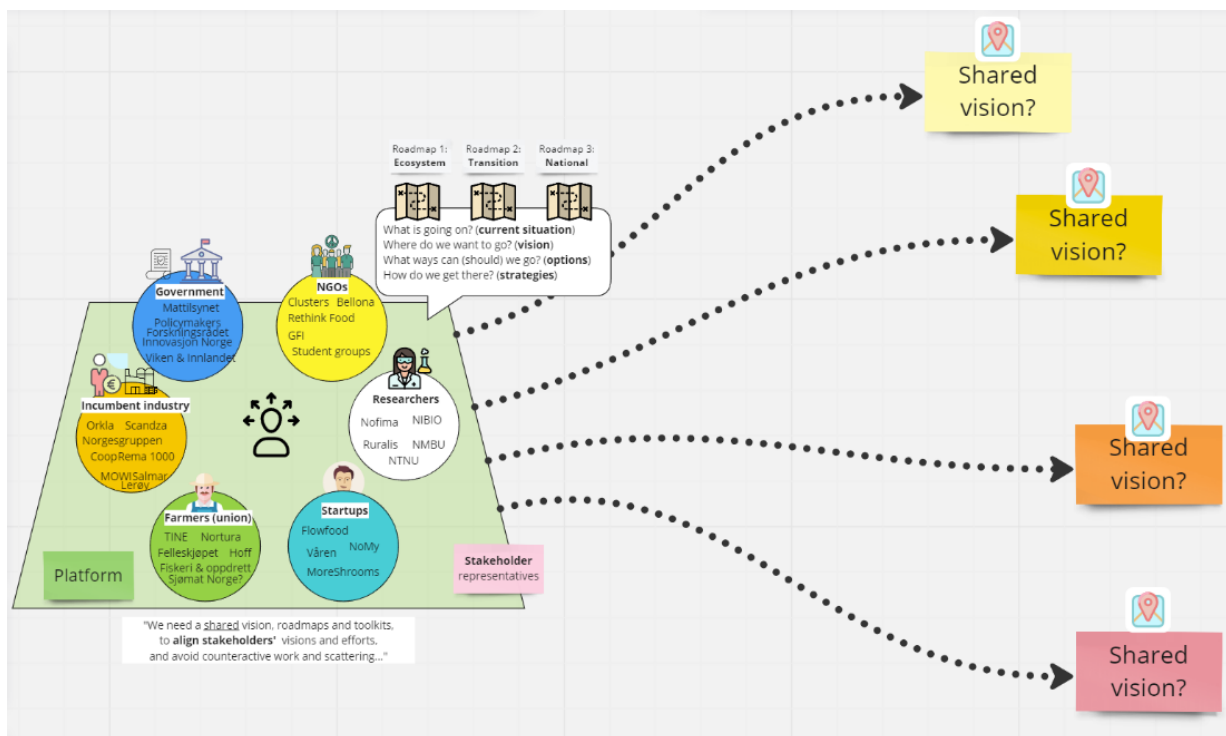 Shared
vision?
Roadmap 1:
Ecosystem
Roadmap 2:
Transition
Roadmap 3:
National
What is going on? (current situation)
Where do we want to go? (vision)
What ways can (should) we go? (options)
How do we get there? (strategies)
Shared
vision?
Government
Mattilsynet
Policymakers
Forskningsrådet
Innovasjon Norge
Viken & Innlandet
NGOs
Clusters Bellona
Rethink Food
GFI
Student groups
Incumbent industry
Orkla Scandza
Norgesgruppen
Coop Rema 1000
MOWI Salmar
Lerøy
Researchers
Nofima NIBIO
Ruralis NMBU
NTNU
Shared
vision?
Farmers (union)
TINE Nortura
Felleskjøpet Hoff
Fiskeri & oppdrett
Sjømat Norge?
Startups
Flowfood
Våren NoMy
MoreShrooms
Platform
Stakeholder
representatives
"We need a shared vision, roadmaps and toolkits,
to align stakeholders' visions and efforts,
and avoid counteractive work and scattering..."
Shared
vision?